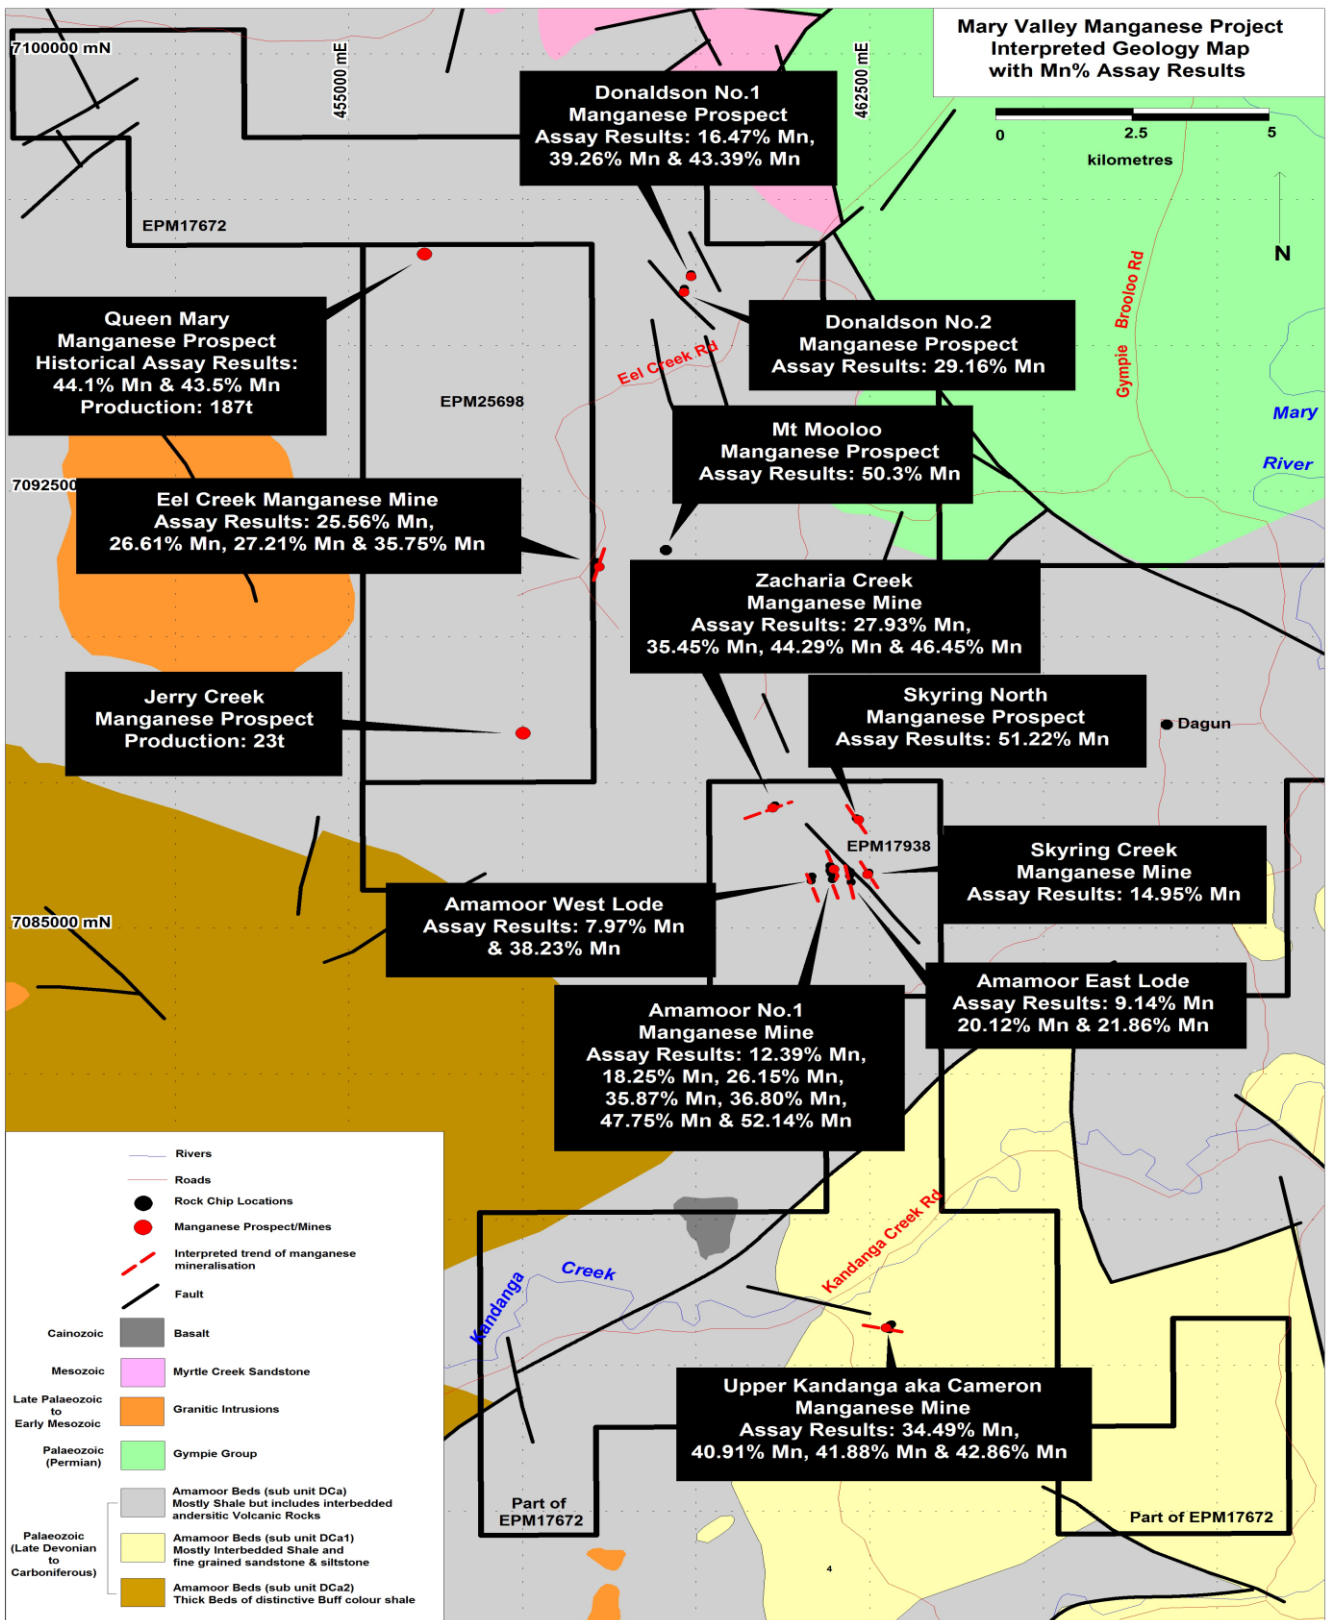 Mary Valley Manganese Project
Interpreted Geology Map
with Mn% Assay Results
0
2.5
5
kilometres
N
7100000 mN
455000 mE
462500 mE
Donaldson No.1
Manganese Prospect
Assay Results: 16.47% Mn,
39.26% Mn & 43.39% Mn
EPM17672
Queen Mary
Manganese Prospect
Historical Assay Results:
44.1% Mn & 43.5% Mn
Production: 187t
Donaldson No.2
Manganese Prospect
Assay Results: 29.16% Mn
Eel Creek Rd
Gympie Brooloo Rd
EPM25698
Mary
River
Mt Mooloo
Manganese Prospect
Assay Results: 50.3% Mn
7092500
Eel Creek Manganese Mine
Assay Results: 25.56% Mn,
26.61% Mn, 27.21% Mn & 35.75% Mn
Zacharia Creek
Manganese Mine
Assay Results: 27.93% Mn,
35.45% Mn, 44.29% Mn & 46.45% Mn
Jerry Creek
Manganese Prospect
Production: 23t
Skyring North
Manganese Prospect
Assay Results: 51.22% Mn
Dagun
EPM17938
Skyring Creek
Manganese Mine
Assay Results: 14.95% Mn
7085000 mN
Amamoor West Lode
Assay Results: 7.97% Mn
& 38.23% Mn
Amamoor East Lode
Assay Results: 9.14% Mn
20.12% Mn & 21.86% Mn
Amamoor No.1
Manganese Mine
Assay Results: 12.39% Mn,
18.25% Mn, 26.15% Mn,
35.87% Mn, 36.80% Mn,
47.75% Mn & 52.14% Mn
Kandanga Creek Rd
Kandanga
Creek
Upper Kandanga aka Cameron
Manganese Mine
Assay Results: 34.49% Mn,
40.91% Mn, 41.88% Mn & 42.86% Mn
Part of
EPM17672
Part of EPM17672
4
Rivers
Roads
Rock Chip Locations
Manganese Prospect/Mines
Interpreted trend of manganese
mineralisation
Fault
Cainozoic
Basalt
Mesozoic
Myrtle Creek Sandstone
Late Palaeozoic
to
Early Mesozoic
Granitic Intrusions
Palaeozoic
(Permian)
Gympie Group
Palaeozoic
(Late Devonian
to
Carboniferous)
Amamoor Beds (sub unit DCa)
Mostly Shale but includes interbedded
andersitic Volcanic Rocks
Amamoor Beds (sub unit DCa1)
Mostly Interbedded Shale and
fine grained sandstone & siltstone
Amamoor Beds (sub unit DCa2)
Thick Beds of distinctive Buff colour shale